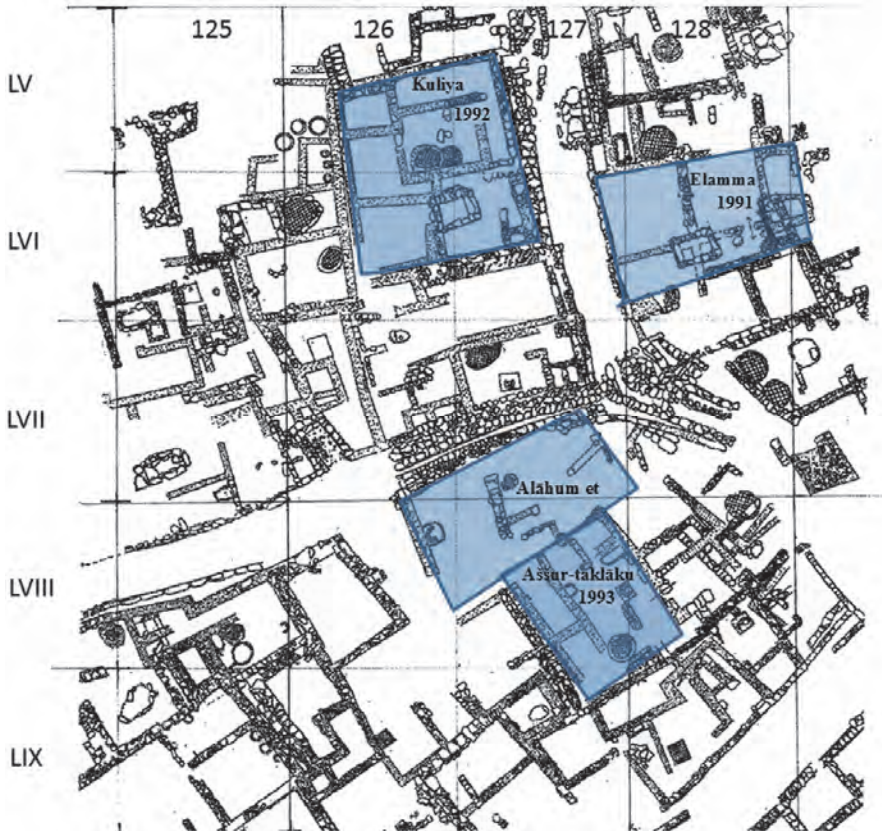 125 126 127 128
LV
Kuliya
1992
Elamma
1991
LVI
LVII
Alāhum et
LVIII
Assur-taklāku
1993
LIX